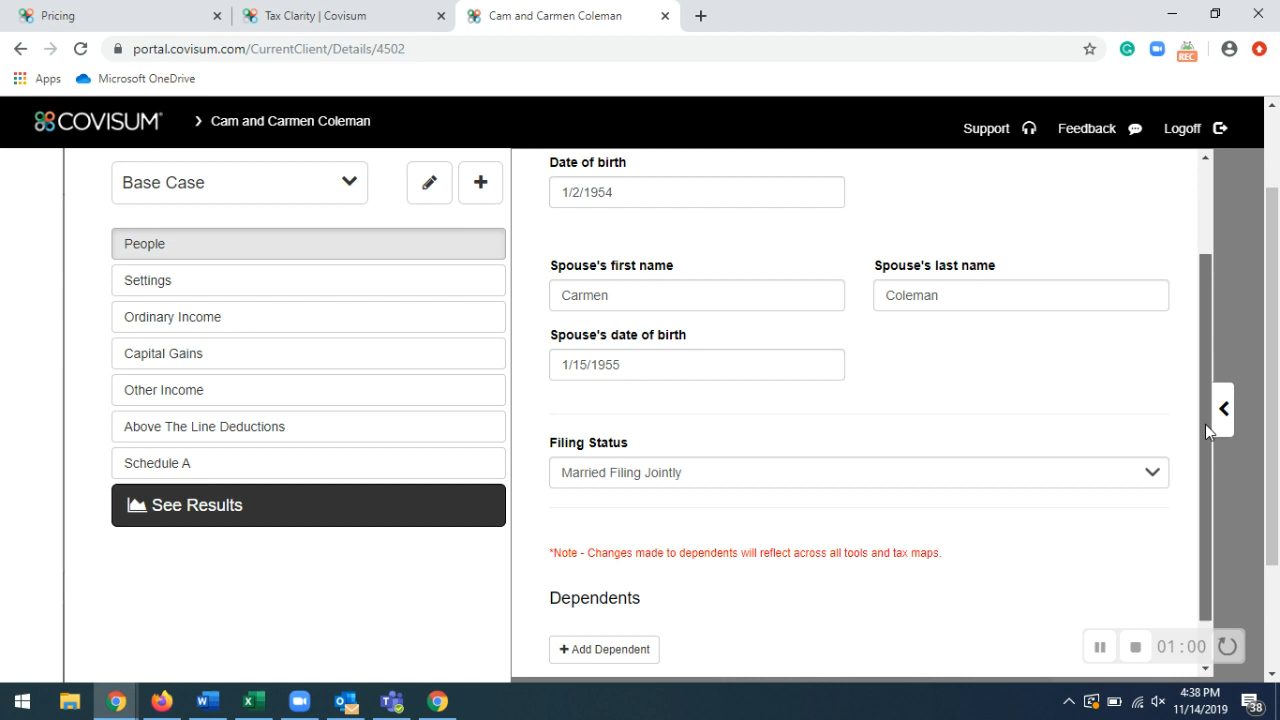 Pricing
Tax Clarity | Covisum
Cam and Carmen Coleman
portal.covisum.com/CurrentClient/Details/4502
REC
Apps
Microsoft OneDrive
COVISUM
Cam and Carmen Coleman
Support
Feedback
Logoff
Base Case
People
Settings
Ordinary Income
Capital Gains
Other Income
Above The Line Deductions
Schedule A
See Results
Date of birth
1/2/1954
Spouse's first name
Spouse's last name
Carmen
Coleman
Spouse's date of birth
1/15/1955
Filing Status
Married Filing Jointly
*Note - Changes made to dependents will reflect across all tools and tax maps.
Dependents
+ Add Dependent
01:00
4:38 PM
11/14/2019
38